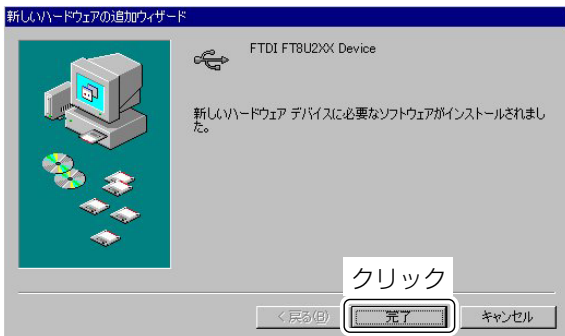 新しいハードウェアの追加ウィザード
FTDI FT8U2XX Device
新しいハードウェア デバイスに必要なソフトウェアがインストールされまし
た。
クリック
< 戻る(B)
完了
キャンセル